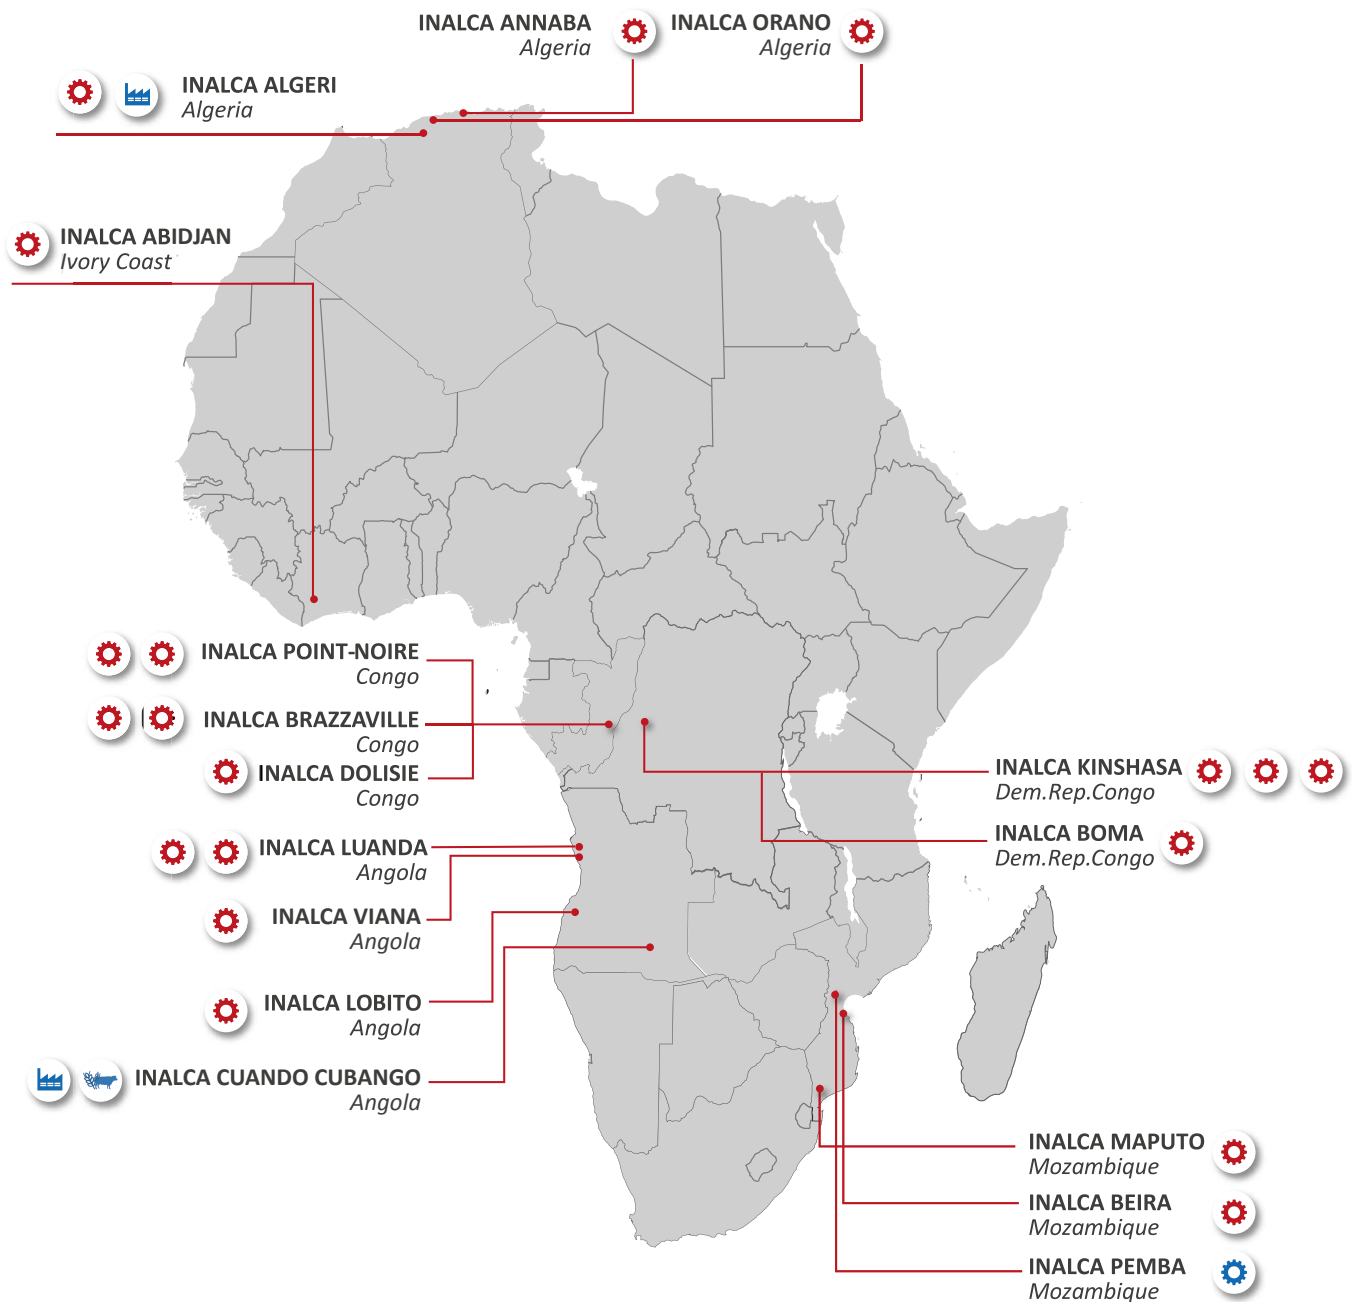 INALCA ANNABA
Algeria
INALCA ORANO
Algeria
INALCA ALGERI
Algeria
INALCA ABIDJAN
Ivory Coast
INALCA POINT-NOIRE
Congo
INALCA BRAZZAVILLE
Congo
INALCA DOLISIE
Congo
INALCA KINSHASA
Dem.Rep.Congo
INALCA BOMA
Dem.Rep.Congo
INALCA LUANDA
Angola
INALCA VIANA
Angola
INALCA LOBITO
Angola
INALCA CUANDO CUBANGO
Angola
INALCA MAPUTO
Mozambique
INALCA BEIRA
Mozambique
INALCA PEMBA
Mozambique